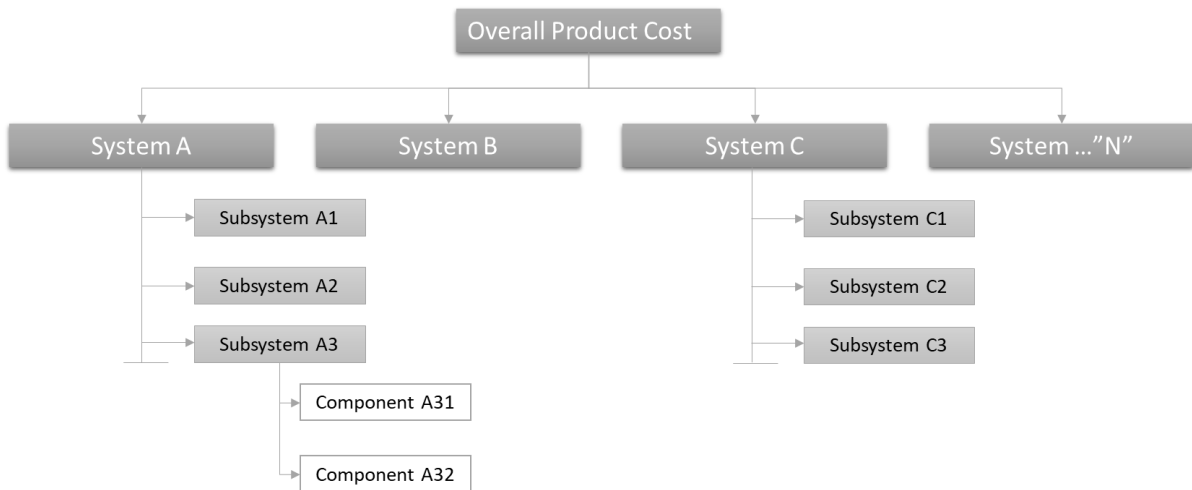 Overall Product Cost
System A
System B
System C
System ...”N”
Subsystem A1
Subsystem A2
Subsystem A3
Component A31
Component A32
Subsystem C1
Subsystem C2
Subsystem C3